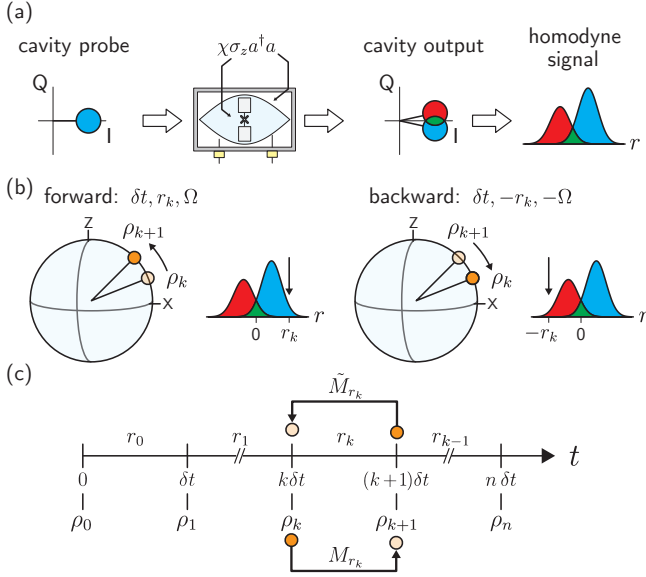 (a)
cavity probe
χσ_z a†a
cavity output
homodyne
signal
Q
I
Q
I
r
(b) forward: δt, r_k, Ω
backward: δt, −r_k, −Ω
Z
ρ_{k+1}
ρ_k
X
0
r_k
r
Z
ρ_{k+1}
ρ_k
X
−r_k
0
r
(c)
M̃_{r_k}
r_0
r_1
r_k
r_{k−1}
t
0
δt
kδt
(k+1)δt
n δt
ρ_0
ρ_1
ρ_k
ρ_{k+1}
ρ_n
M_{r_k}